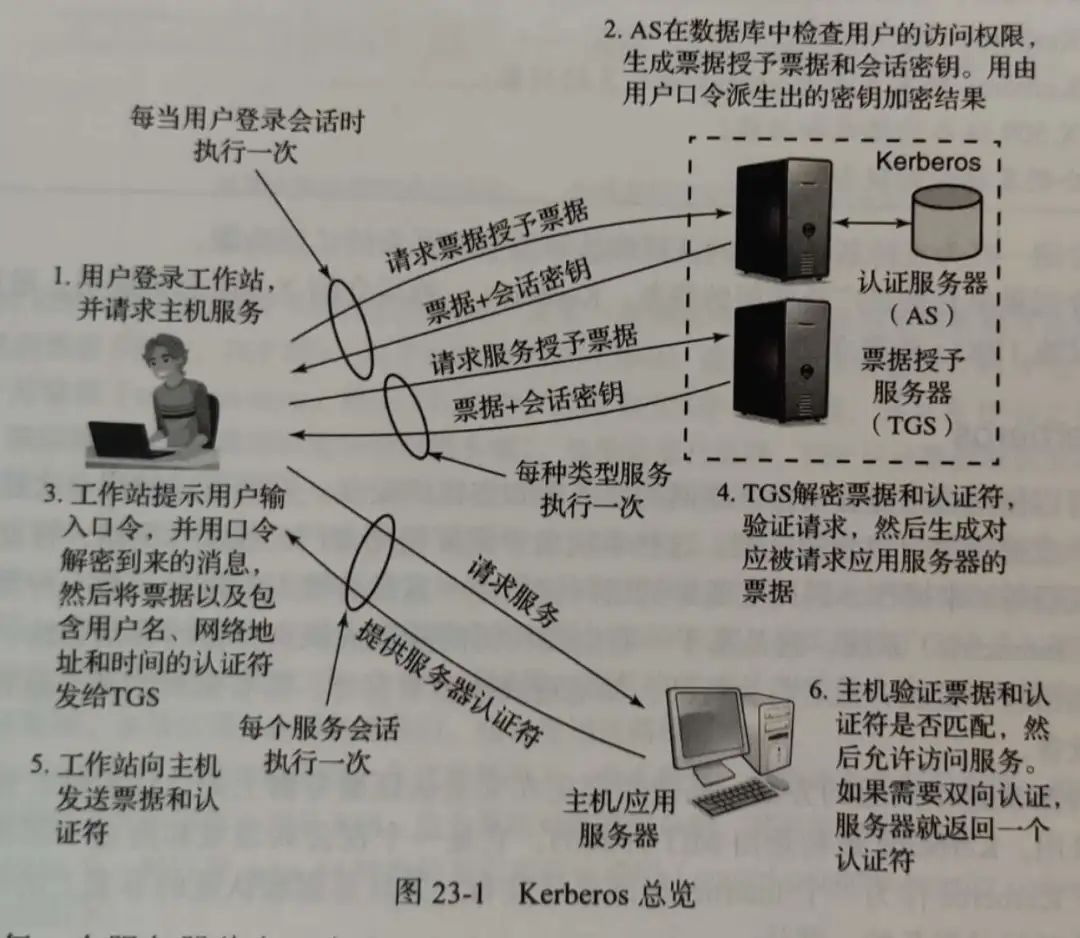 2. AS在数据库中检查用户的访问权限，
生成票据授予票据和会话密钥。用由
用户口令派生出的密钥加密结果
每当用户登录会话时
执行一次
Kerberos
请求票据授予票据
票据+会话密钥
认证服务器
（AS）
1. 用户登录工作站，
并请求主机服务
请求服务授予票据
票据+会话密钥
票据授予
服务器
（TGS）
每种类型服务
执行一次
3. 工作站提示用户输
入口令，并用口令
解密到来的消息，
然后将票据以及包
含用户名、网络地
址和时间的认证符
发给TGS
4. TGS解密票据和认证符，
验证请求，然后生成对
应被请求应用服务器的
票据
请求服务
提供服务器认证符
每个服务会话
执行一次
5. 工作站向主机
发送票据和认
证符
主机/应用
服务器
6. 主机验证票据和认
证符是否匹配，然
后允许访问服务。
如果需要双向认证，
服务器就返回一个
认证符
图 23-1 Kerberos 总览